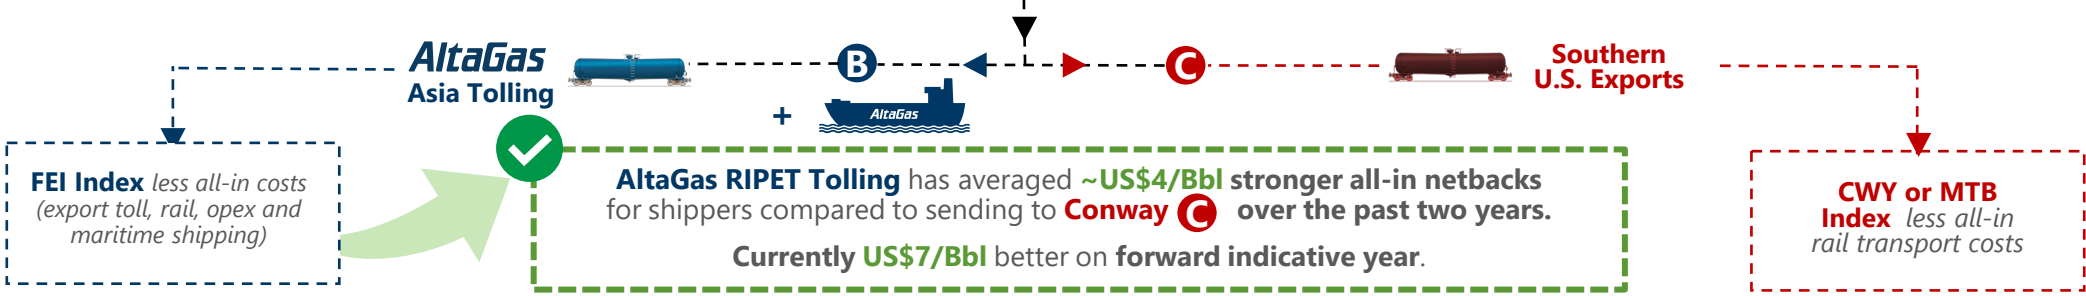 AltaGas
Asia Tolling
B
C
Southern
U.S. Exports
+
AltaGas
FEI Index less all-in costs
(export toll, rail, opex and
maritime shipping)
AltaGas RIPET Tolling has averaged ~US$4/Bbl stronger all-in netbacks
for shippers compared to sending to Conway C over the past two years.
Currently US$7/Bbl better on forward indicative year.
CWY or MTB
Index less all-in
rail transport costs